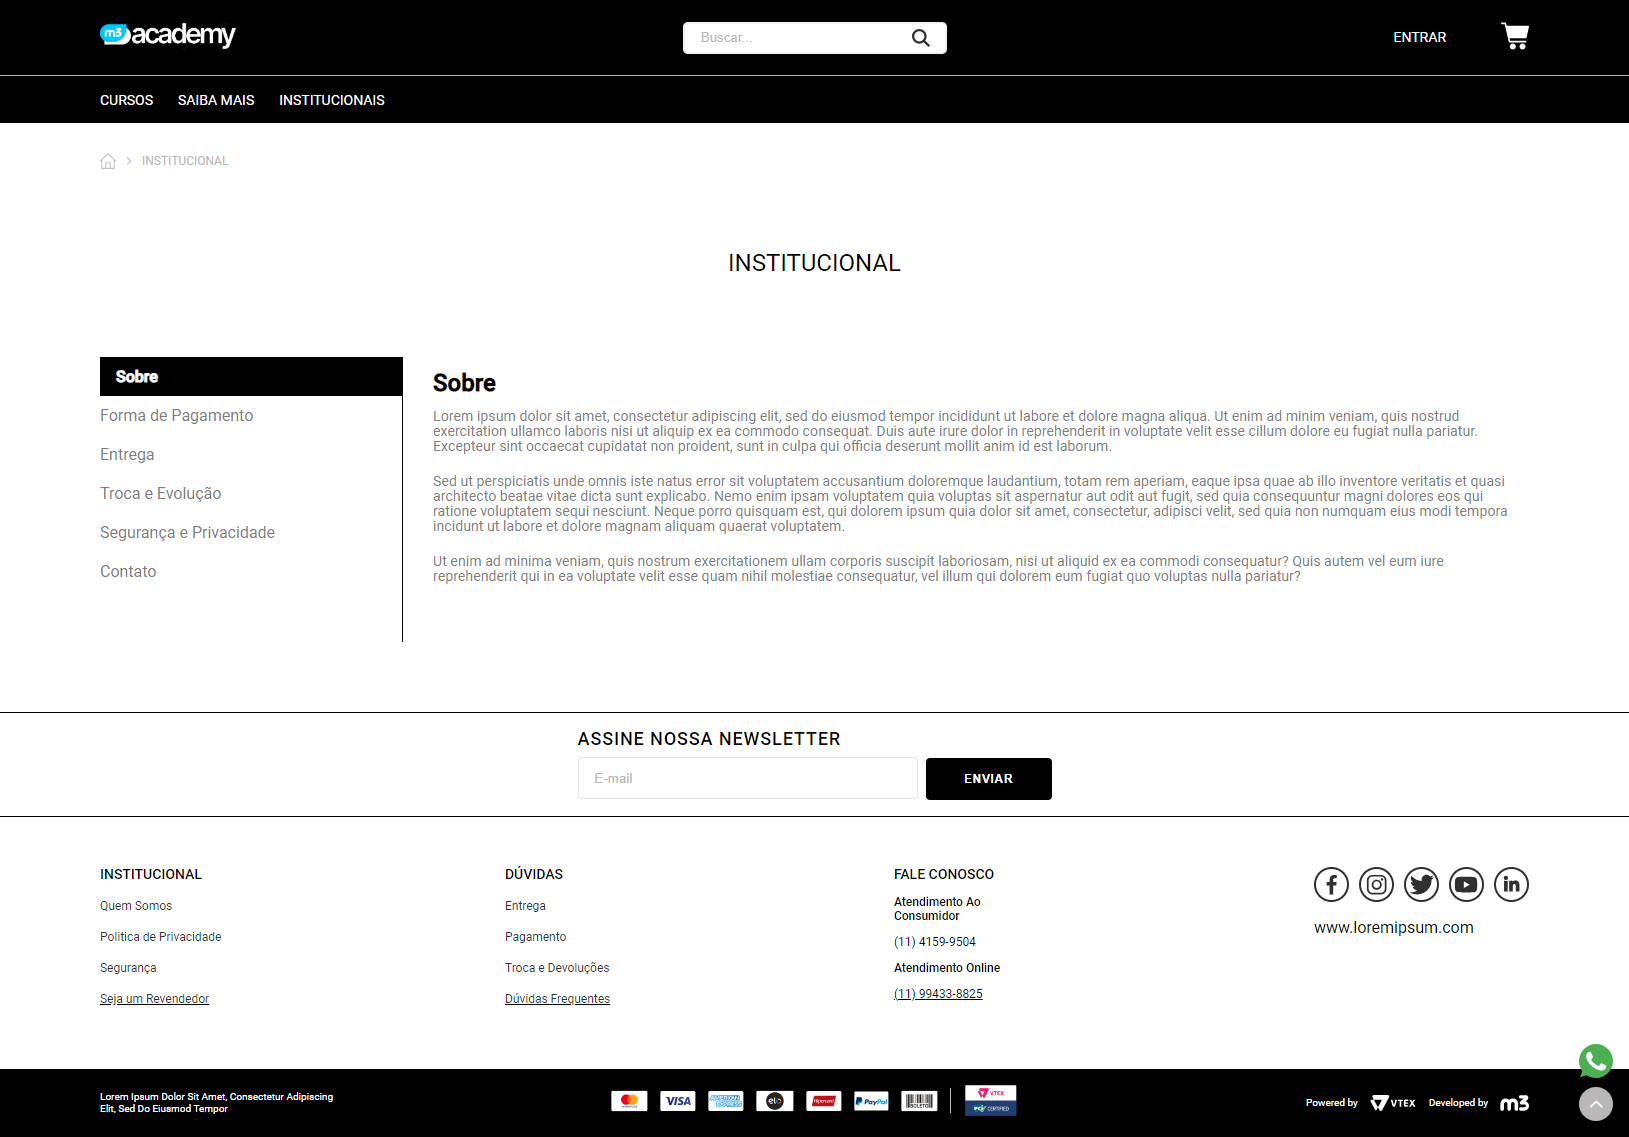 m3 academy
Buscar...
ENTRAR
CURSOS SAIBA MAIS INSTITUCIONAIS
INSTITUCIONAL
INSTITUCIONAL
Sobre
Forma de Pagamento
Entrega
Troca e Evolução
Segurança e Privacidade
Contato
Sobre
Lorem ipsum dolor sit amet, consectetur adipiscing elit, sed do eiusmod tempor incididunt ut labore et dolore magna aliqua. Ut enim ad minim veniam, quis nostrud
exercitation ullamco laboris nisi ut aliquip ex ea commodo consequat. Duis aute irure dolor in reprehenderit in voluptate velit esse cillum dolore eu fugiat nulla pariatur.
Excepteur sint occaecat cupidatat non proident, sunt in culpa qui officia deserunt mollit anim id est laborum.
Sed ut perspiciatis unde omnis iste natus error sit voluptatem accusantium doloremque laudantium, totam rem aperiam, eaque ipsa quae ab illo inventore veritatis et quasi
architecto beatae vitae dicta sunt explicabo. Nemo enim ipsam voluptatem quia voluptas sit aspernatur aut odit aut fugit, sed quia consequuntur magni dolores eos qui
ratione voluptatem sequi nesciunt. Neque porro quisquam est, qui dolorem ipsum quia dolor sit amet, consectetur, adipisci velit, sed quia non numquam eius modi tempora
incidunt ut labore et dolore magnam aliquam quaerat voluptatem.
Ut enim ad minima veniam, quis nostrum exercitationem ullam corporis suscipit laboriosam, nisi ut aliquid ex ea commodi consequatur? Quis autem vel eum iure
reprehenderit qui in ea voluptate velit esse quam nihil molestiae consequatur, vel illum qui dolorem eum fugiat quo voluptas nulla pariatur?
ASSINE NOSSA NEWSLETTER
E-mail
ENVIAR
INSTITUCIONAL
Quem Somos
Politica de Privacidade
Segurança
Seja um Revendedor
DÚVIDAS
Entrega
Pagamento
Troca e Devoluções
Dúvidas Frequentes
FALE CONOSCO
Atendimento Ao
Consumidor
(11) 4159-9504
Atendimento Online
(11) 99433-8825
in
www.loremipsum.com
Lorem Ipsum Dolor Sit Amet, Consectetur Adipiscing
Elit, Sed Do Eiusmod Tempor
VISA
AMERICAN EXPRESS
elo
Hipercard
PayPal
BOLETO
VTEX
PCI CERTIFIED
Powered by VTEX Developed by m3